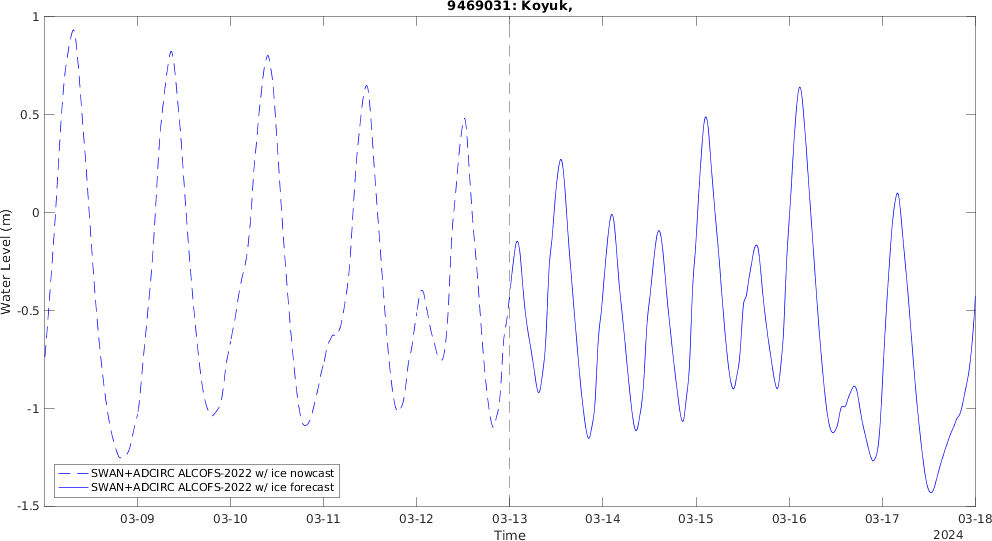 9469031: Koyuk,
Water Level (m)
1
0.5
0
-0.5
-1
-1.5
SWAN+ADCIRC ALCOFS-2022 w/ ice nowcast
SWAN+ADCIRC ALCOFS-2022 w/ ice forecast
03-09 03-10 03-11 03-12 03-13 03-14 03-15 03-16 03-17 03-18
Time
2024